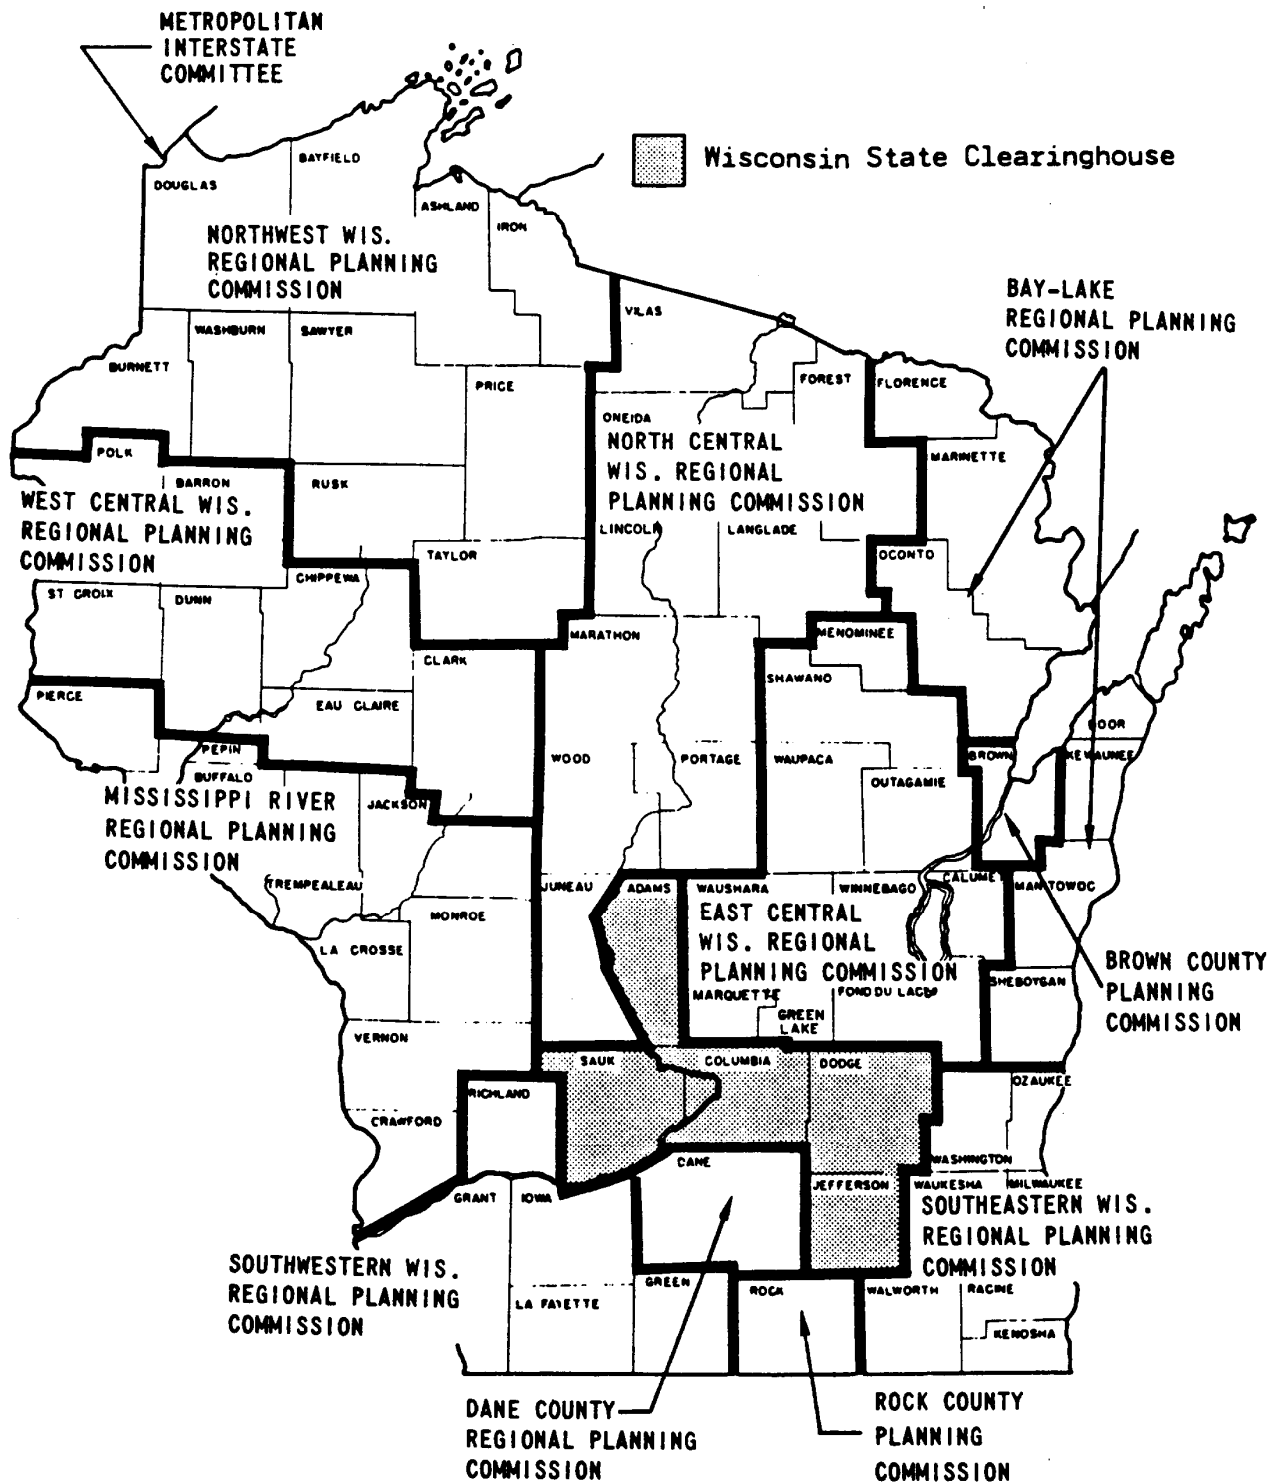 METROPOLITAN
INTERSTATE
COMMITTEE
Wisconsin State Clearinghouse
BAYFIELD
DOUGLAS
ASHLAND
IRON
NORTHWEST WIS.
REGIONAL PLANNING
COMMISSION
BAY-LAKE
REGIONAL PLANNING
COMMISSION
VILAS
WASHBURN
SAWYER
BURNETT
PRICE
FOREST
FLORENCE
ONEIDA
NORTH CENTRAL
WIS. REGIONAL
PLANNING COMMISSION
POLK
MARINETTE
BARRON
RUSK
WEST CENTRAL WIS.
REGIONAL PLANNING
COMMISSION
LINCOLN
LANGLADE
TAYLOR
OCONTO
CHIPPEWA
ST CROIX
DUNN
MARATHON
MENOMINEE
CLARK
SHAWANO
PIERCE
EAU CLAIRE
DOOR
PEPIN
WOOD
PORTAGE
WAUPACA
BROWN
KEWAUNEE
BUFFALO
OUTAGAMIE
MISSISSIPPI RIVER
REGIONAL PLANNING
COMMISSION
JACKSON
TREMPEALEAU
JUNEAU
ADAMS
WAUSHARA
WINNEBAGO
CALUMET
MANITOWOC
MONROE
EAST CENTRAL
WIS. REGIONAL
PLANNING COMMISSION
LA CROSSE
BROWN COUNTY
PLANNING
COMMISSION
MARQUETTE
FOND DU LAC
SHEBOYGAN
GREEN
LAKE
VERNON
SAUK
COLUMBIA
DODGE
OZAUKEE
RICHLAND
CRAWFORD
WASHINGTON
CANE
GRANT
IOWA
JEFFERSON
WAUKESHA
MILWAUKEE
SOUTHEASTERN WIS.
REGIONAL PLANNING
COMMISSION
SOUTHWESTERN WIS.
REGIONAL PLANNING
COMMISSION
GREEN
ROCK
WALWORTH
RACINE
LA FAYETTE
KENOSHA
DANE COUNTY
REGIONAL PLANNING
COMMISSION
ROCK COUNTY
PLANNING
COMMISSION